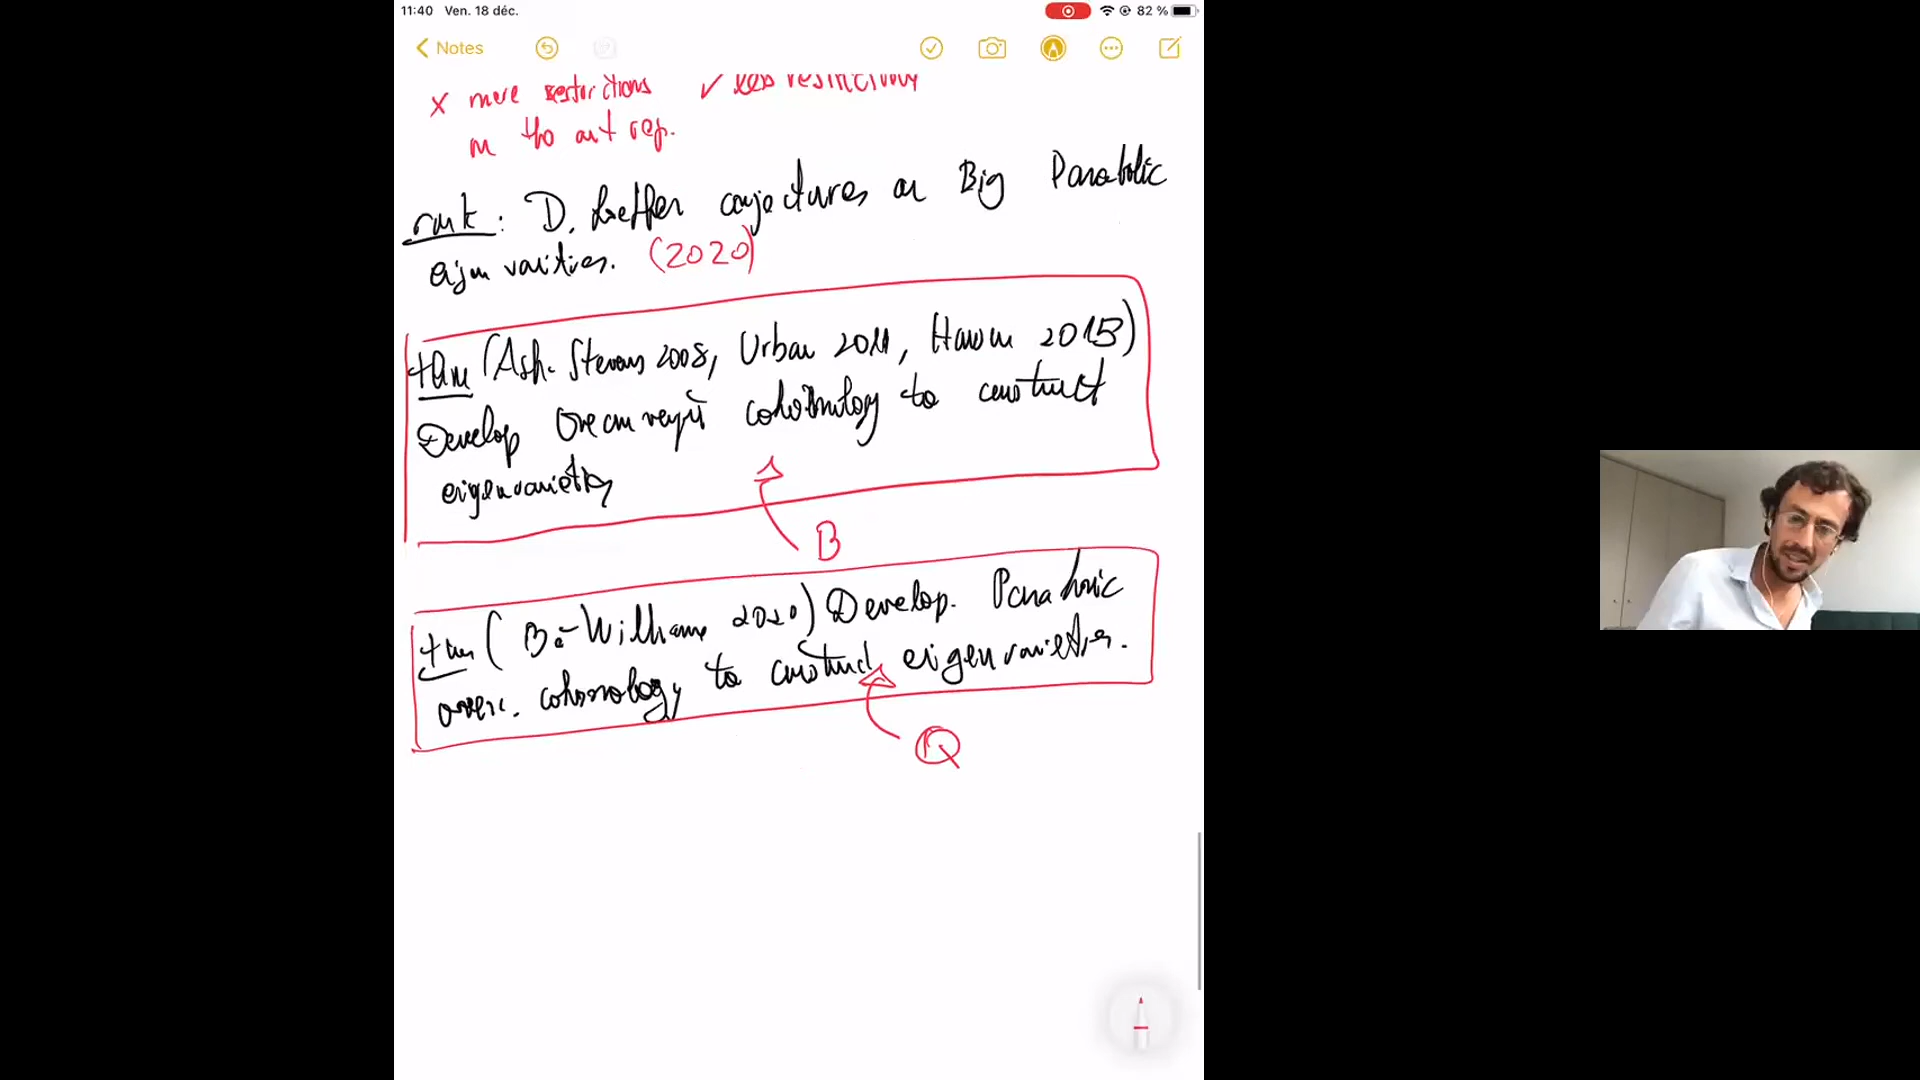 11:40 Ven. 18 déc. 82 %
Notes
x more restrictions ✓ less
on the aut rep.
rmk: D. conjectures on Big Parabolic
eigen varieties. (2020)
thm (Ash-Stevens 2008, Urban 2011, Hansen 2015)
Develop Overconvergent cohomology to construct
eigenvarieties
B
thm (B.-Williams 2020) Develop. Parabolic
overc. cohomology to construct eigenvarieties.
Q